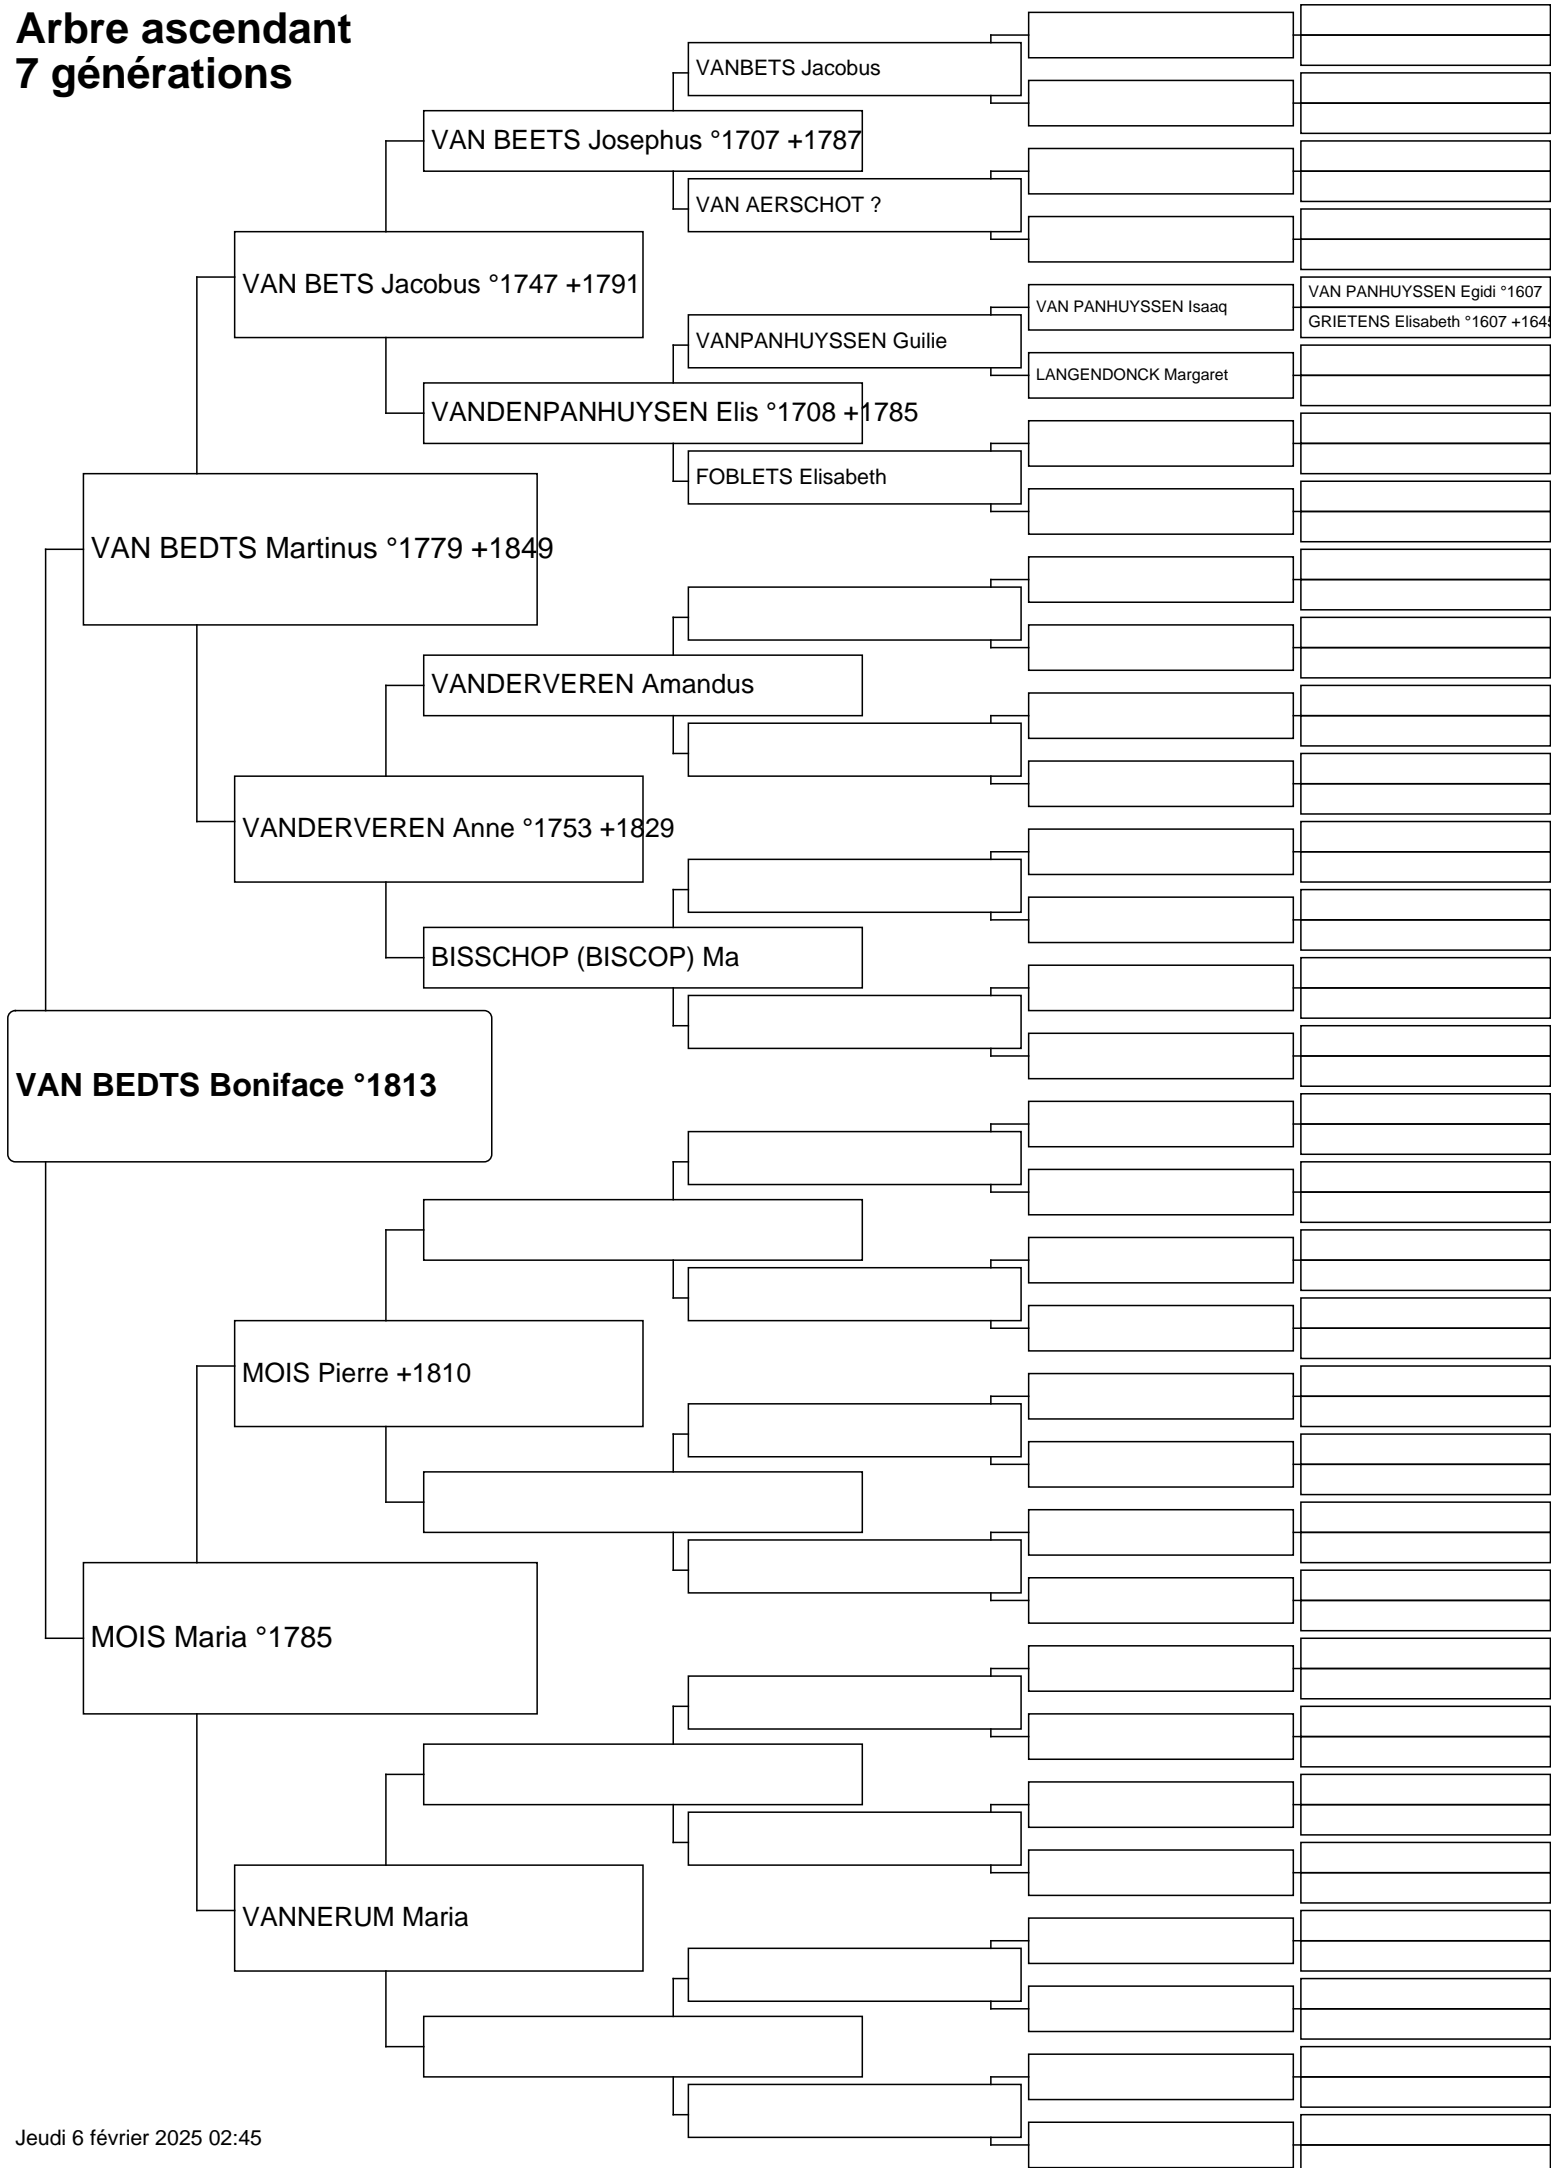 Arbre ascendant
7 générations
VANBETS Jacobus
VAN BEETS Josephus °1707 +1787
VAN AERSCHOT ?
VAN BETS Jacobus °1747 +1791
VAN PANHUYSSEN Egidi °1607
VAN PANHUYSSEN Isaaq
GRIETENS Elisabeth °1607 +1645
VANPANHUYSSEN Guilie
LANGENDONCK Margaret
VANDENPANHUYSEN Elis °1708 +1785
FOBLETS Elisabeth
VAN BEDTS Martinus °1779 +1849
VANDERVEREN Amandus
VANDERVEREN Anne °1753 +1829
BISSCHOP (BISCOP) Ma
VAN BEDTS Boniface °1813
MOIS Pierre +1810
MOIS Maria °1785
VANNERUM Maria
Jeudi 6 février 2025 02:45